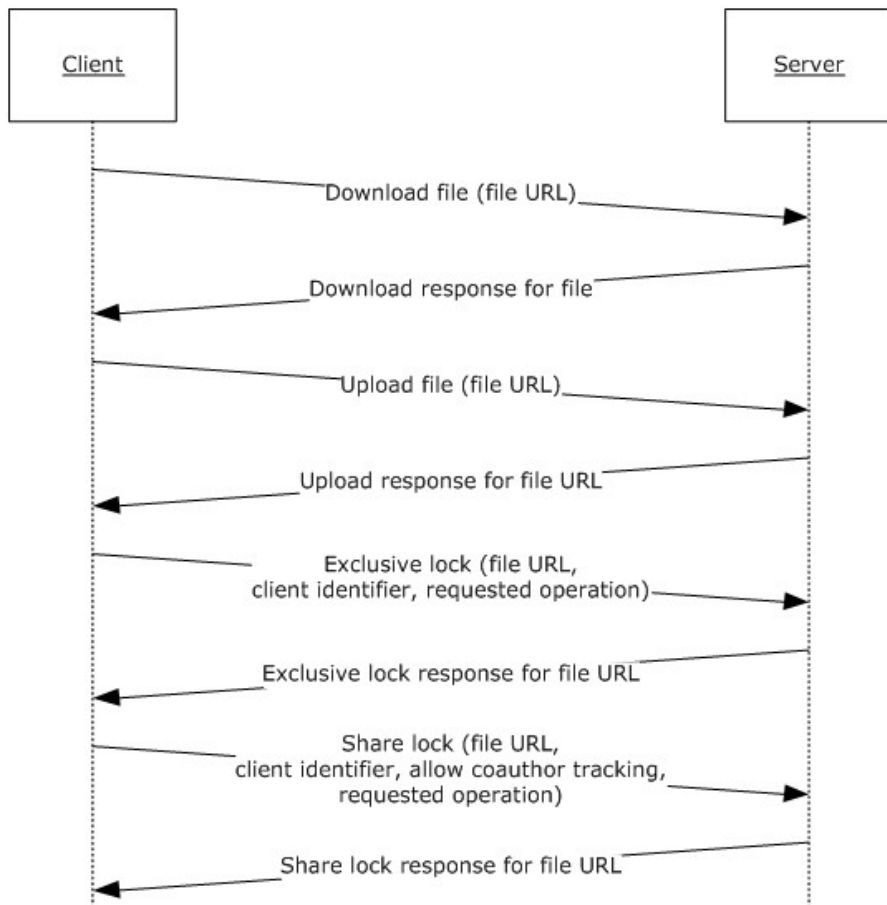 Client
Server
Download file (file URL)
Download response for file
Upload file (file URL)
Upload response for file URL
Exclusive lock (file URL,
client identifier, requested operation)
Exclusive lock response for file URL
Share lock (file URL,
client identifier, allow coauthor tracking,
requested operation)
Share lock response for file URL